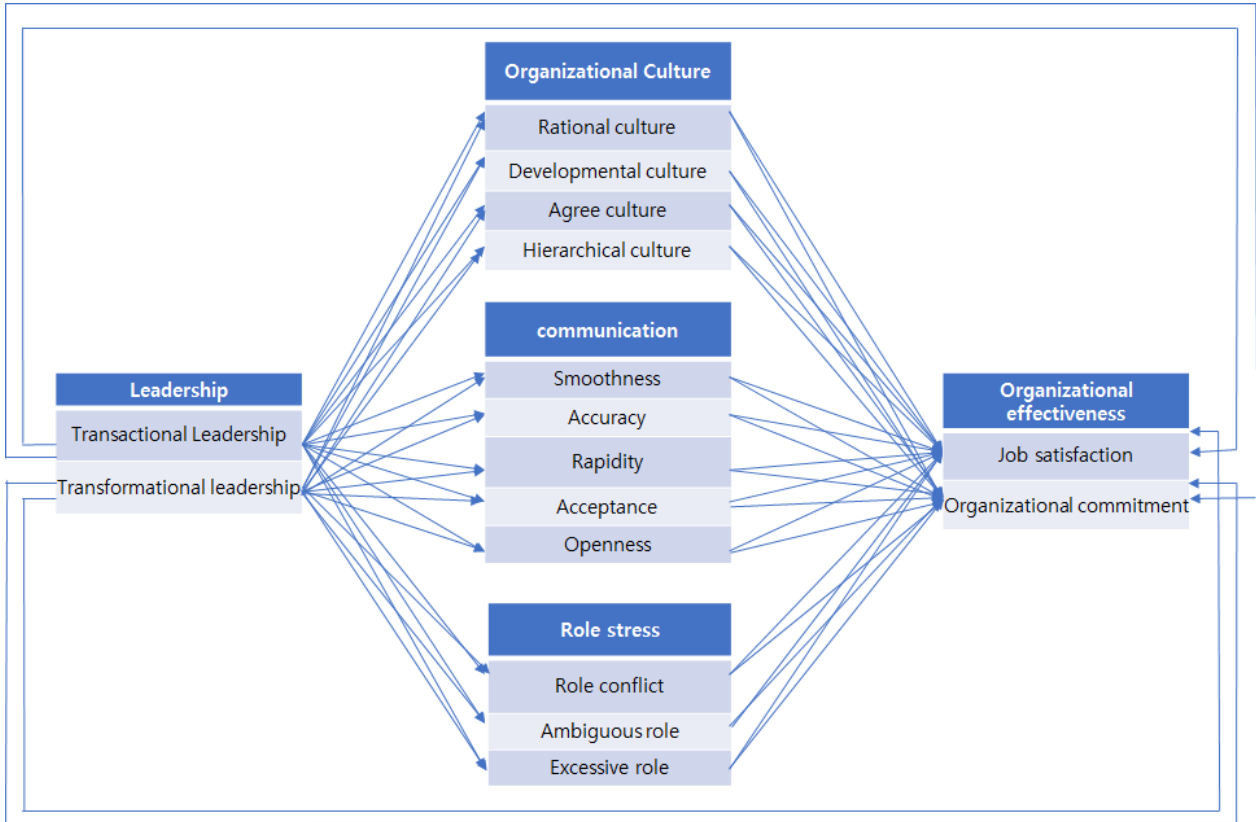 Organizational Culture
Rational culture
Developmental culture
Agree culture
Hierarchical culture
communication
Smoothness
Accuracy
Rapidity
Acceptance
Openness
Leadership
Transactional Leadership
Transformational leadership
Organizational
effectiveness
Job satisfaction
Organizational commitment
Role stress
Role conflict
Ambiguous role
Excessive role